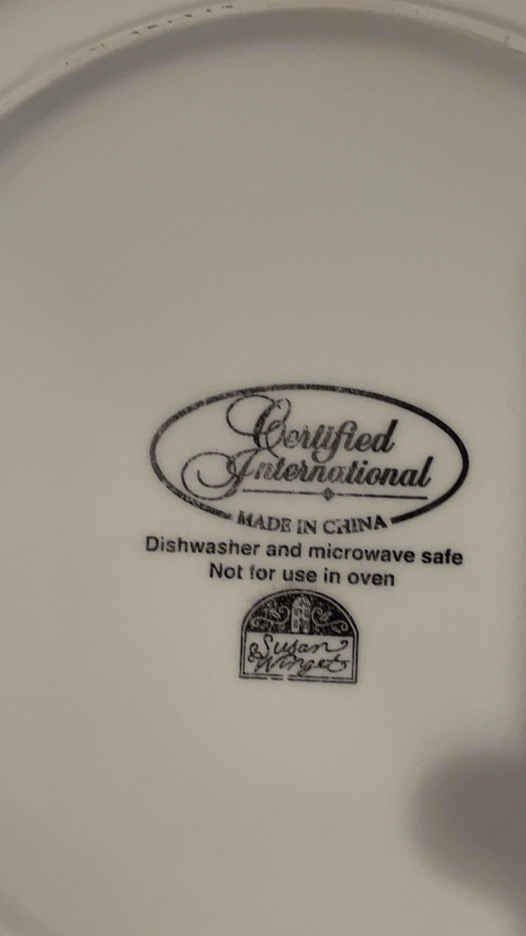 Certified
International
MADE IN CHINA
Dishwasher and microwave safe
Not for use in oven
Susan
Winget